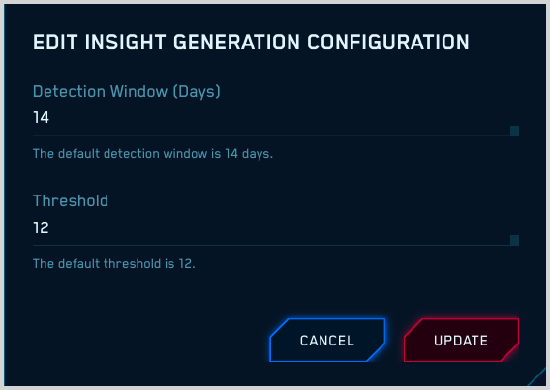 EDIT INSIGHT GENERATION CONFIGURATION
Detection Window (Days)
14
The default detection window is 14 days.
Threshold
12
The default threshold is 12.
CANCEL UPDATE